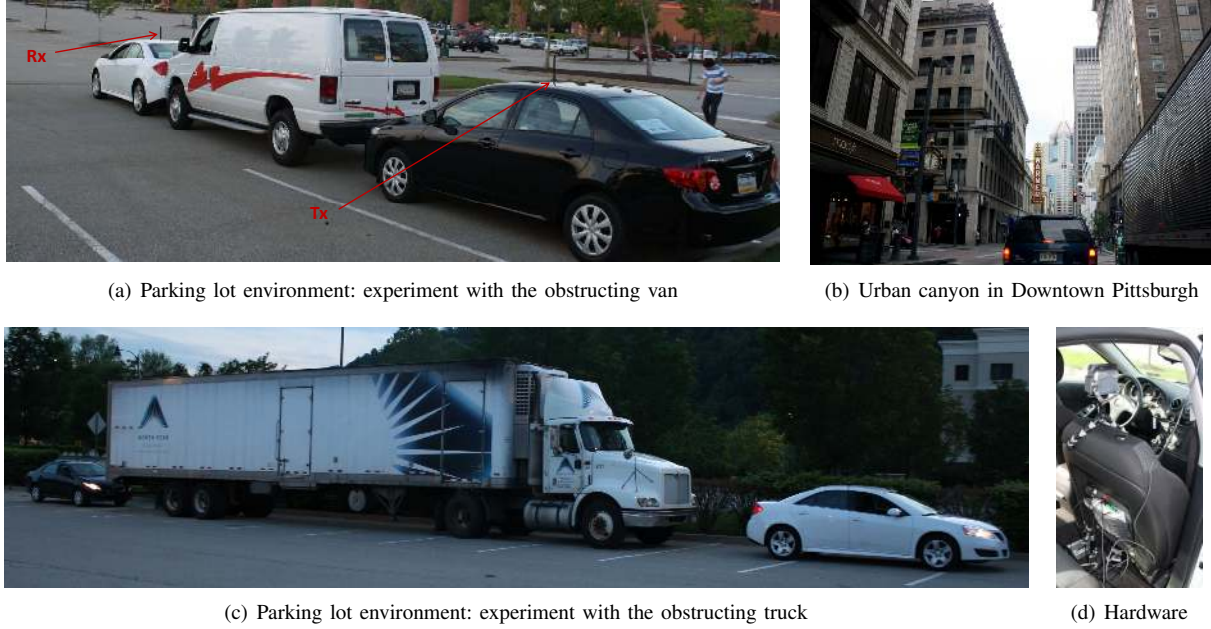 Rx
Tx
(a) Parking lot environment: experiment with the obstructing van
(b) Urban canyon in Downtown Pittsburgh
(c) Parking lot environment: experiment with the obstructing truck
(d) Hardware